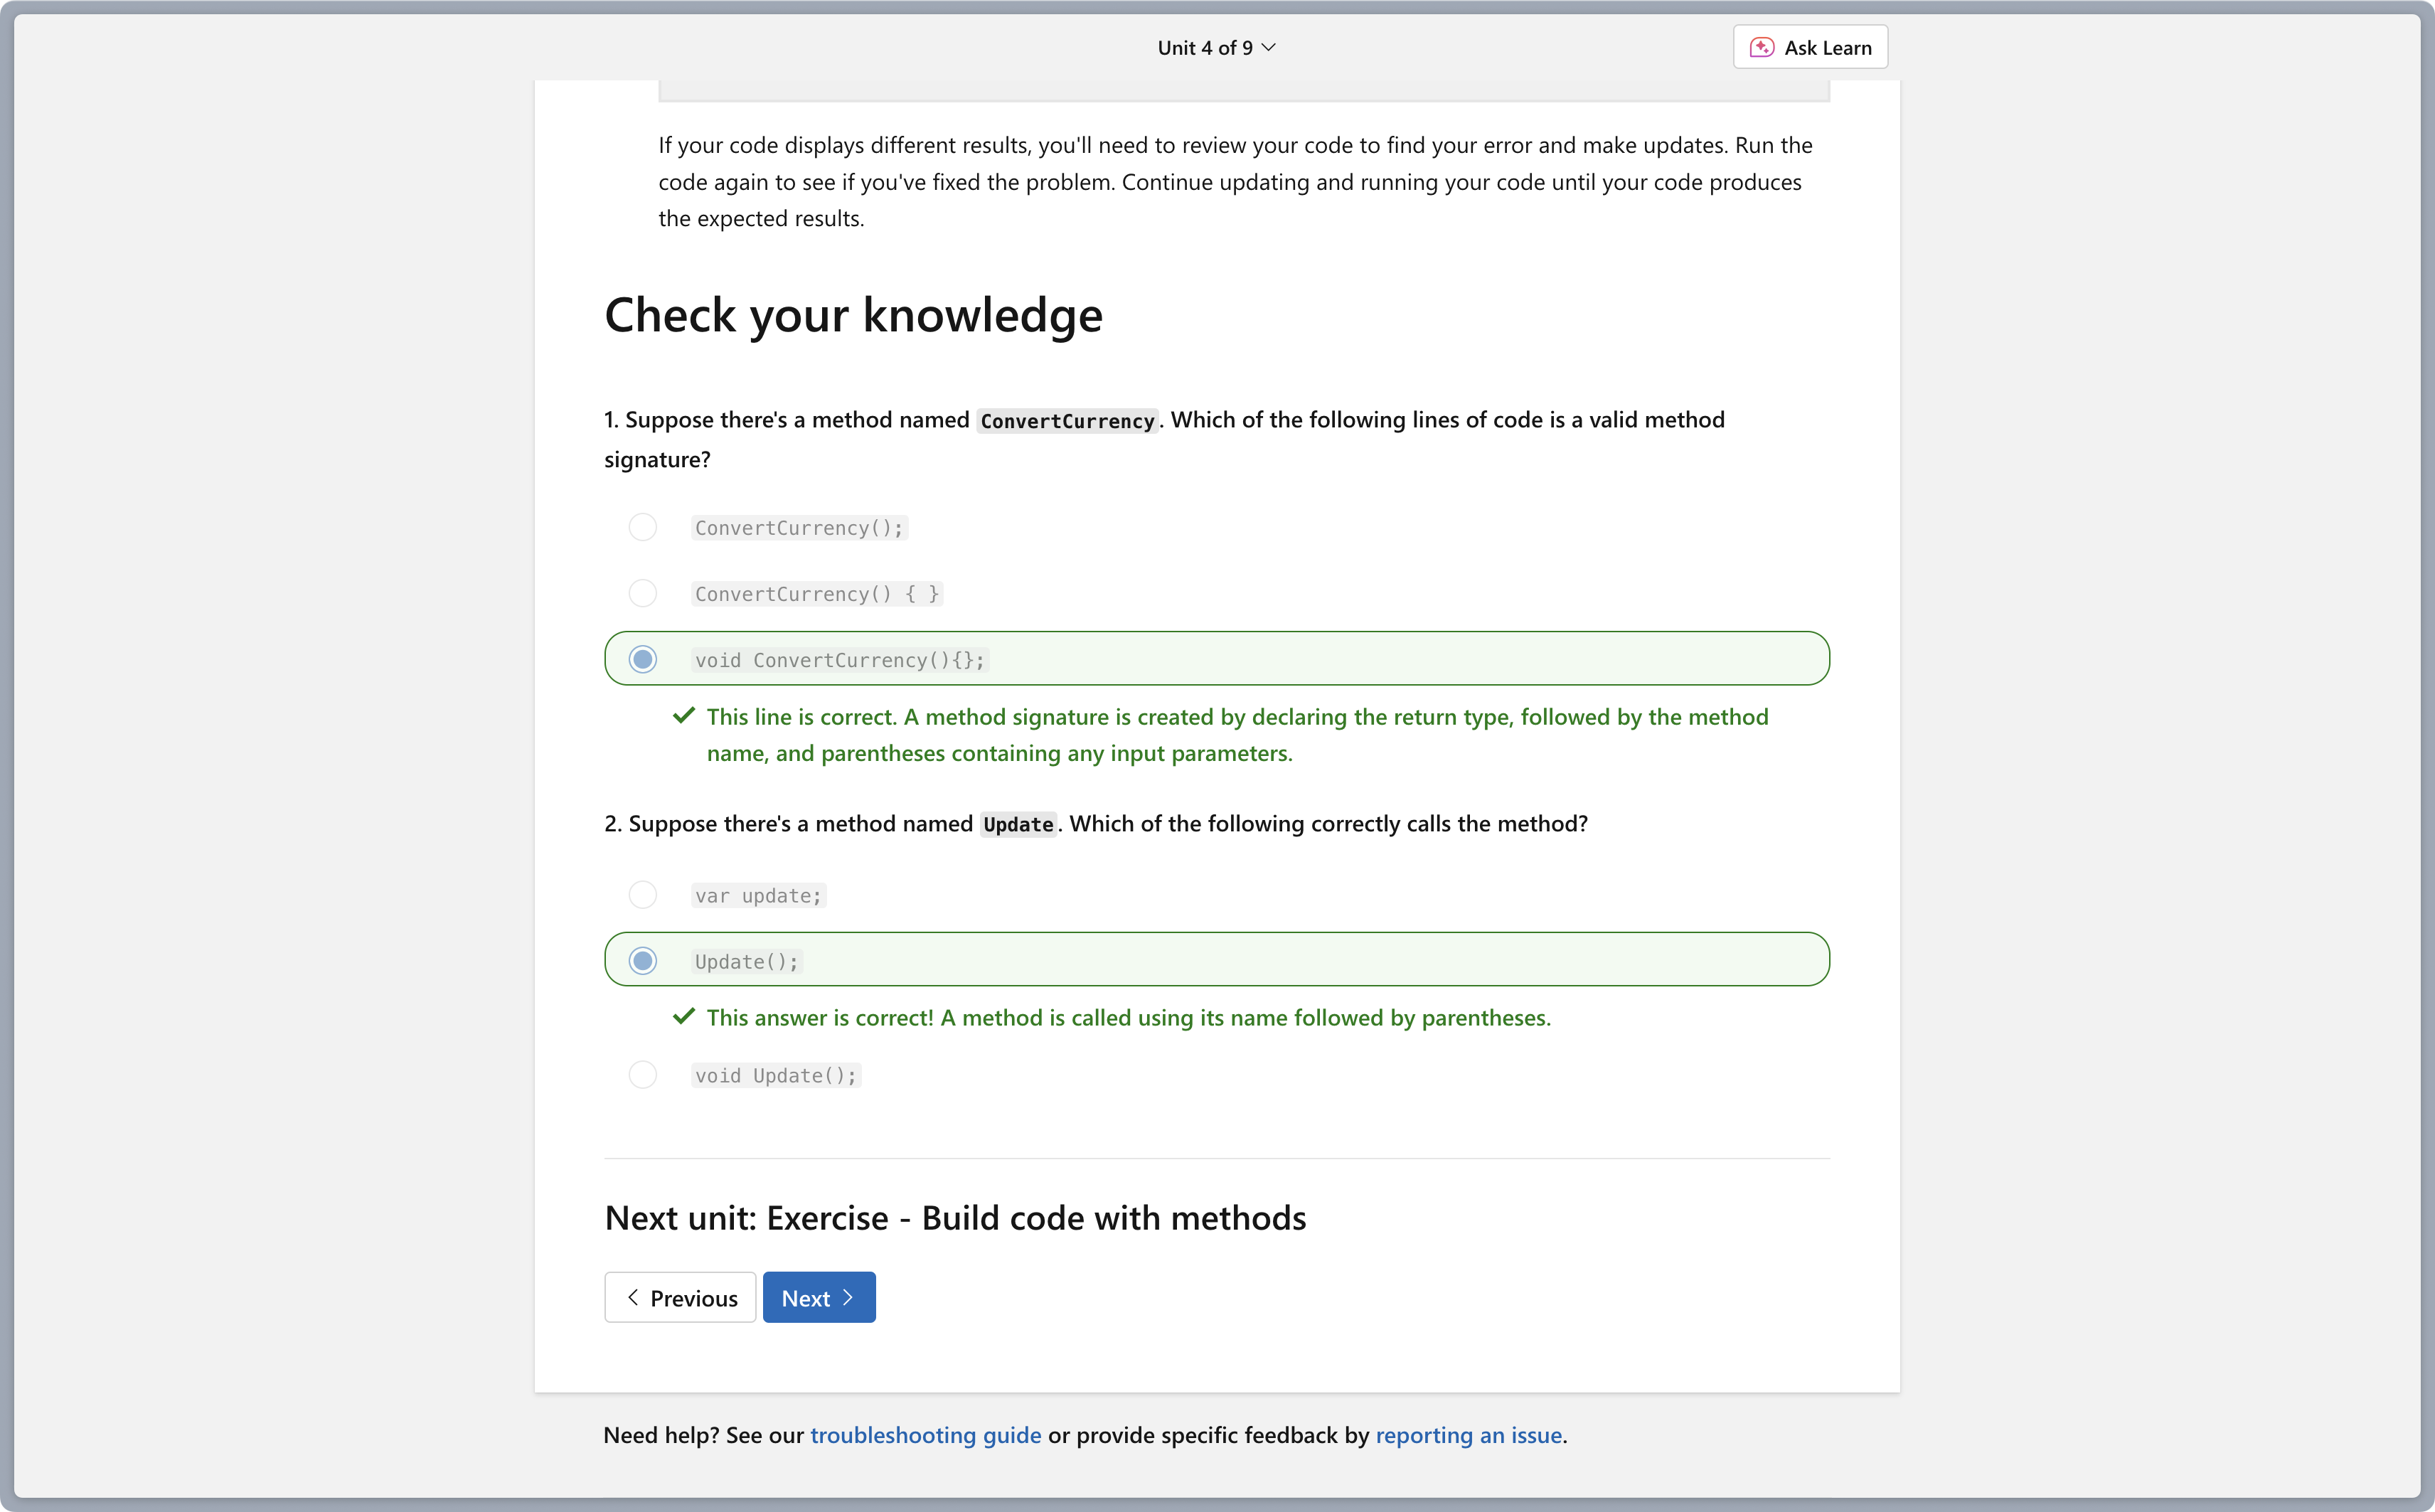 Unit 4 of 9
Ask Learn
If your code displays different results, you'll need to review your code to find your error and make updates. Run the
code again to see if you've fixed the problem. Continue updating and running your code until your code produces
the expected results.
Check your knowledge
1. Suppose there's a method named ConvertCurrency. Which of the following lines of code is a valid method
signature?
ConvertCurrency();
ConvertCurrency() { }
void ConvertCurrency(){};
This line is correct. A method signature is created by declaring the return type, followed by the method
name, and parentheses containing any input parameters.
2. Suppose there's a method named Update. Which of the following correctly calls the method?
var update;
Update();
This answer is correct! A method is called using its name followed by parentheses.
void Update();
Next unit: Exercise - Build code with methods
Previous
Next
Need help? See our troubleshooting guide or provide specific feedback by reporting an issue.